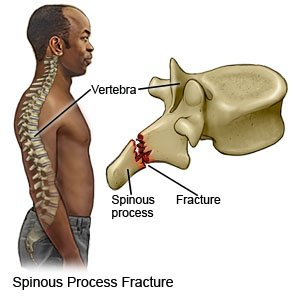 Vertebra
Spinous
process
Fracture
Spinous Process Fracture